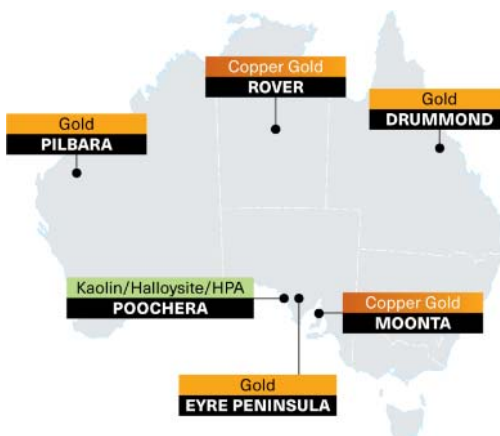 Copper Gold
ROVER
Gold
DRUMMOND
Gold
PILBARA
Kaolin/Halloysite/HPA
POOCHERA
Copper Gold
MOONTA
Gold
EYRE PENINSULA